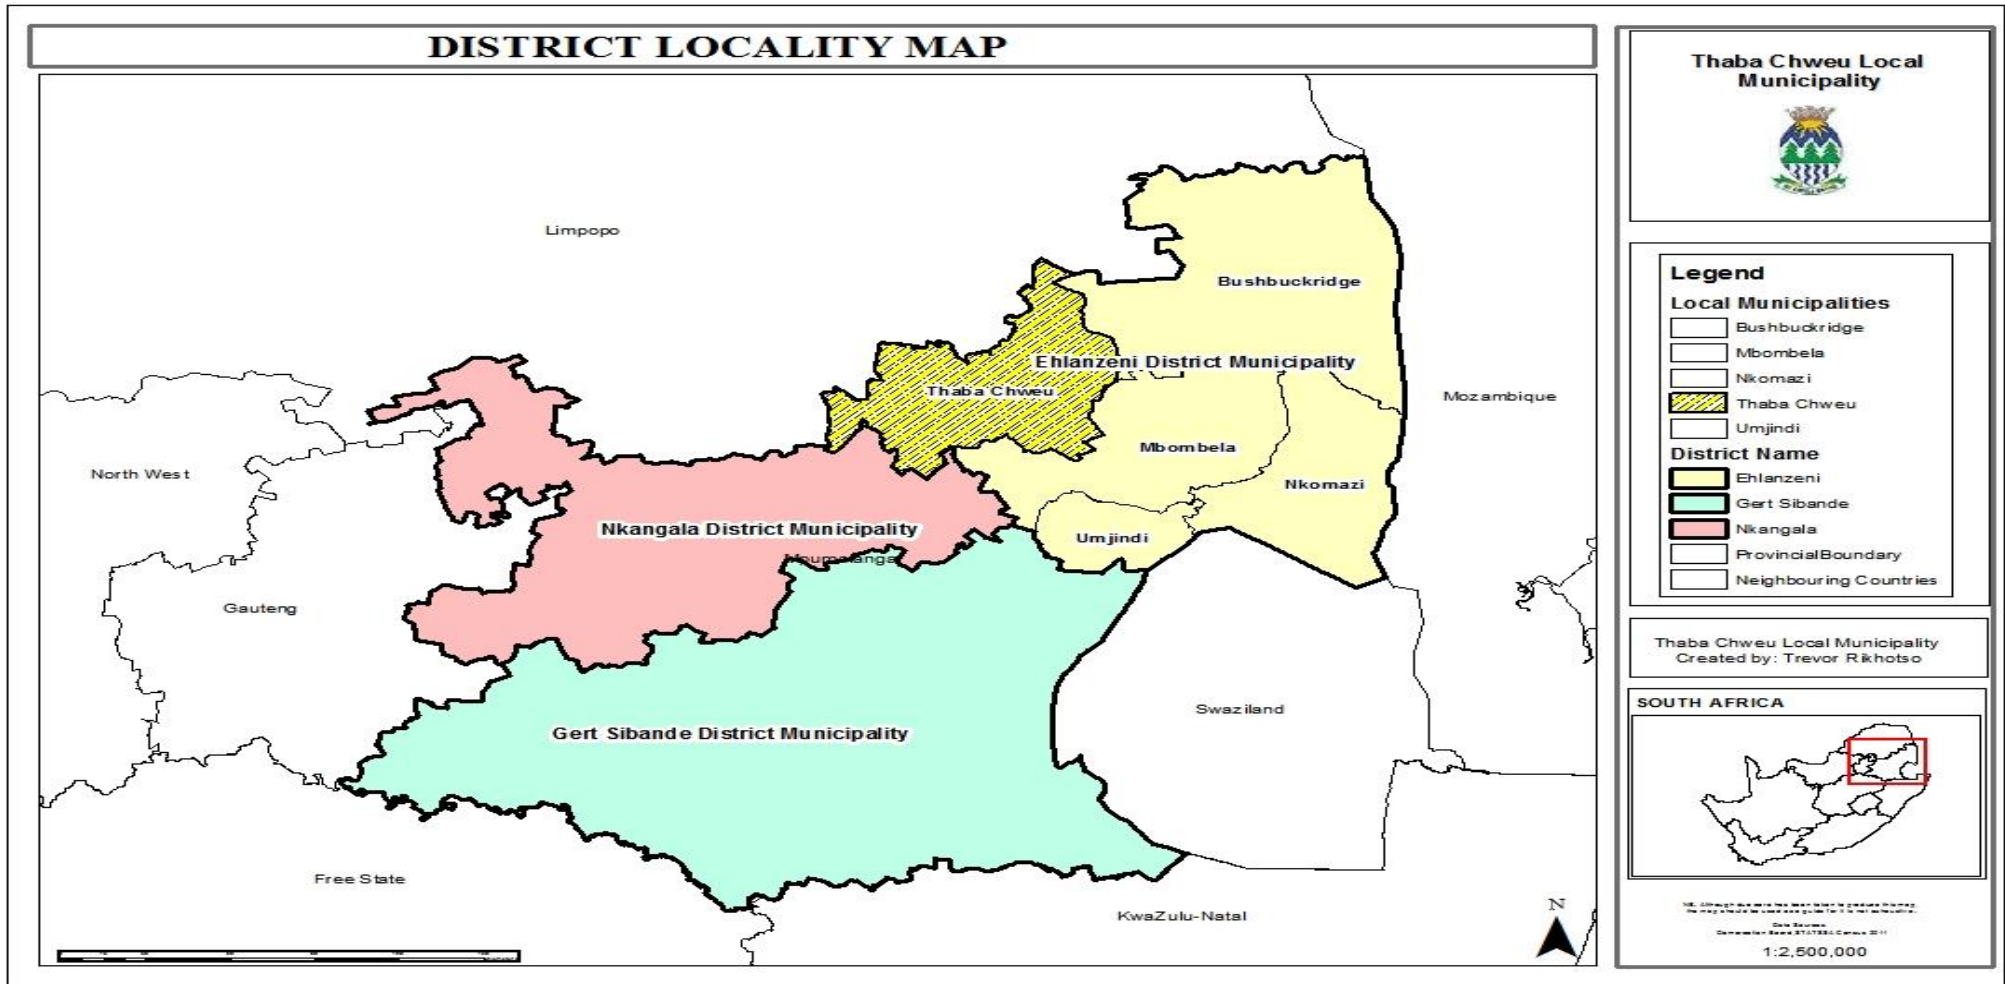 DISTRICT LOCALITY MAP
Limpopo
Bushbuckridge
Ehlanzeni District Municipality
Thaba Chweu
Mozambique
Mbombela
North West
Nkomazi
Nkangala District Municipality
Umjindi
Mpumalanga
Gauteng
Swaziland
Gert Sibande District Municipality
Free State
KwaZulu-Natal
N
Thaba Chweu Local
Municipality
Legend
Local Municipalities
Bushbuckridge
Mbombela
Nkomazi
Thaba Chweu
Umjindi
District Name
Ehlanzeni
Gert Sibande
Nkangala
ProvincialBoundary
Neighbouring Countries
Thaba Chweu Local Municipality
Created by: Trevor Rikhotso
SOUTH AFRICA
1:2,500,000